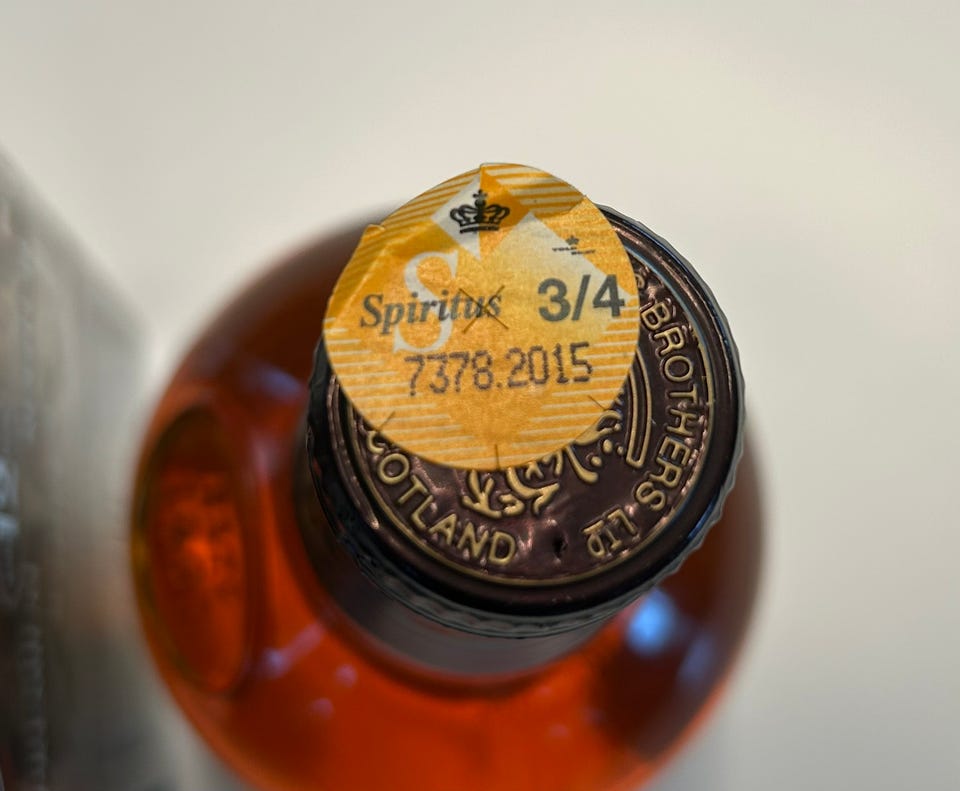 Spiritus 3/4
7378.2015
BROTHERS LTD
SCOTLAND